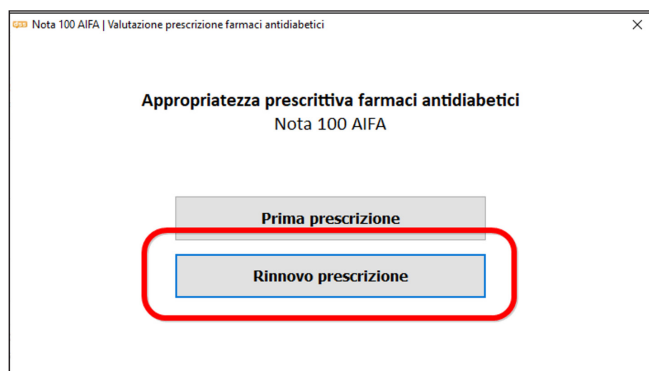 Nota 100 AIFA | Valutazione prescrizione farmaci antidiabetici
Appropriatezza prescrittiva farmaci antidiabetici
Nota 100 AIFA
Prima prescrizione
Rinnovo prescrizione